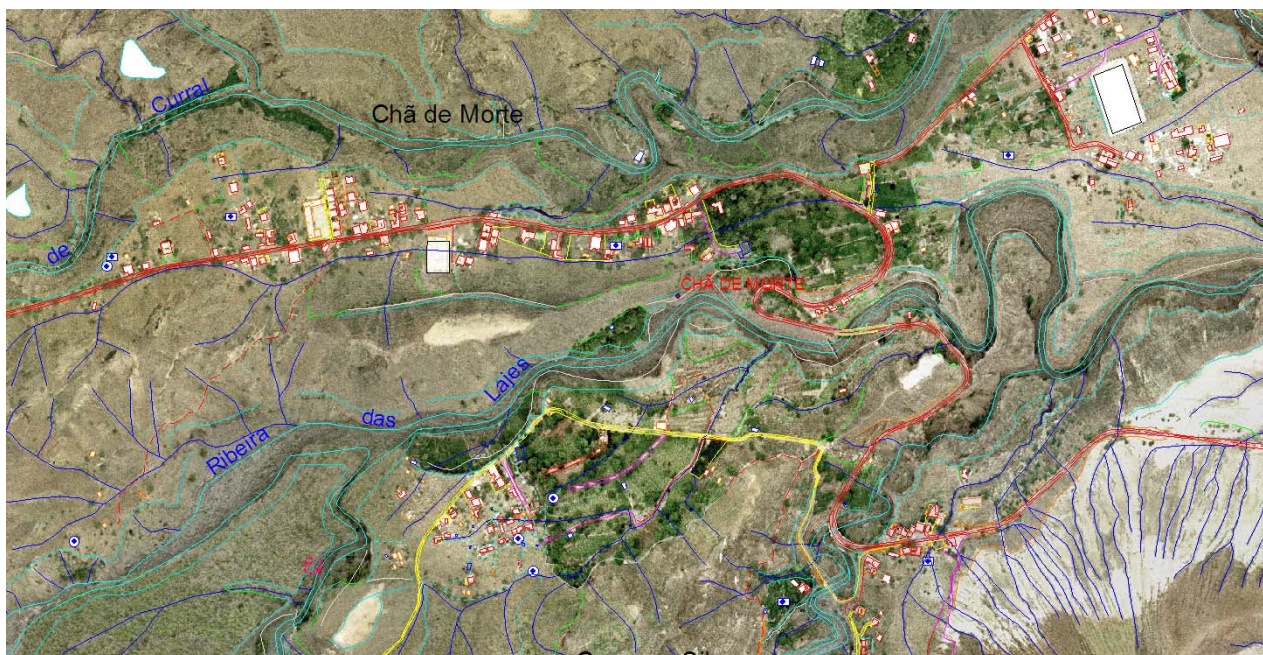 Curral
Chã de Morte
de
CHÃ DE MORTE
Lajes
das
Ribeira